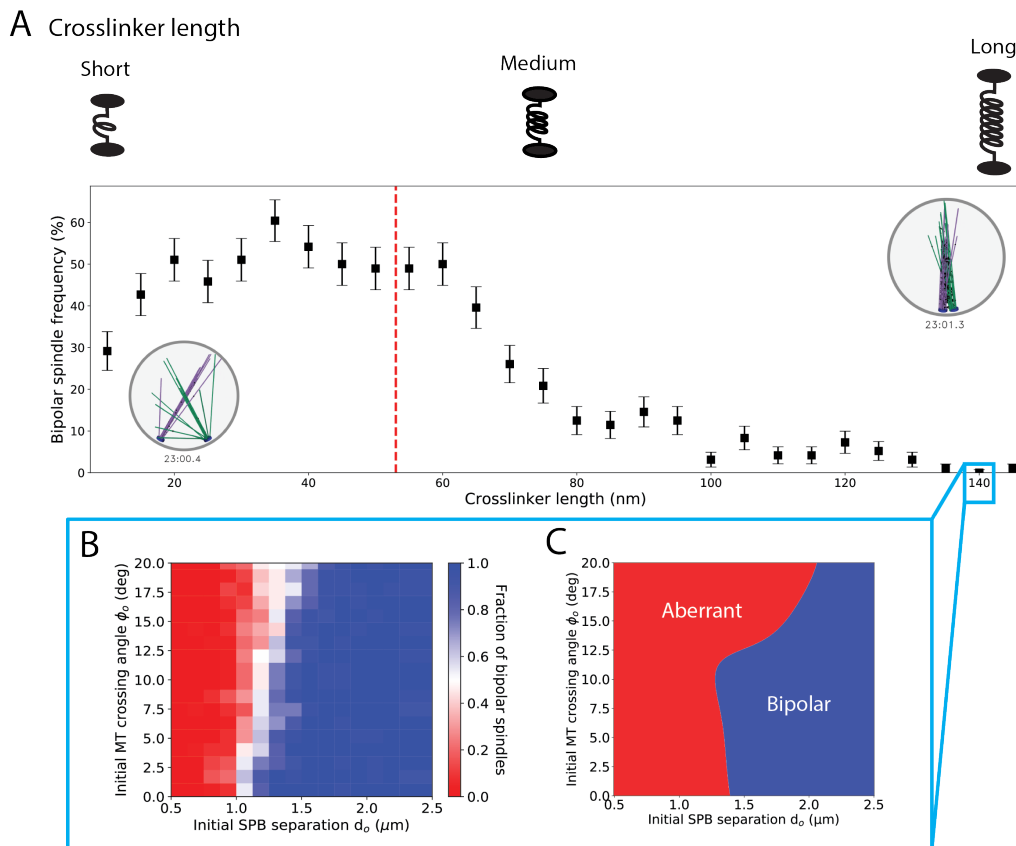 A Crosslinker length
Short
Medium
Long
Bipolar spindle frequency (%)
60
50
40
30
20
10
0
23:00.4
23:01.3
20 40 60 80 100 120 140
Crosslinker length (nm)
B
Initial MT crossing angle ϕo (deg)
20.0
17.5
15.0
12.5
10.0
7.5
5.0
2.5
0.0
0.5 1.0 1.5 2.0 2.5
Initial SPB separation do (μm)
1.0
0.8
0.6
0.4
0.2
0.0
Fraction of bipolar spindles
C
Initial MT crossing angle ϕo (deg)
20.0
17.5
15.0
12.5
10.0
7.5
5.0
2.5
0.0
Aberrant
Bipolar
0.5 1.0 1.5 2.0 2.5
Initial SPB separation do (μm)